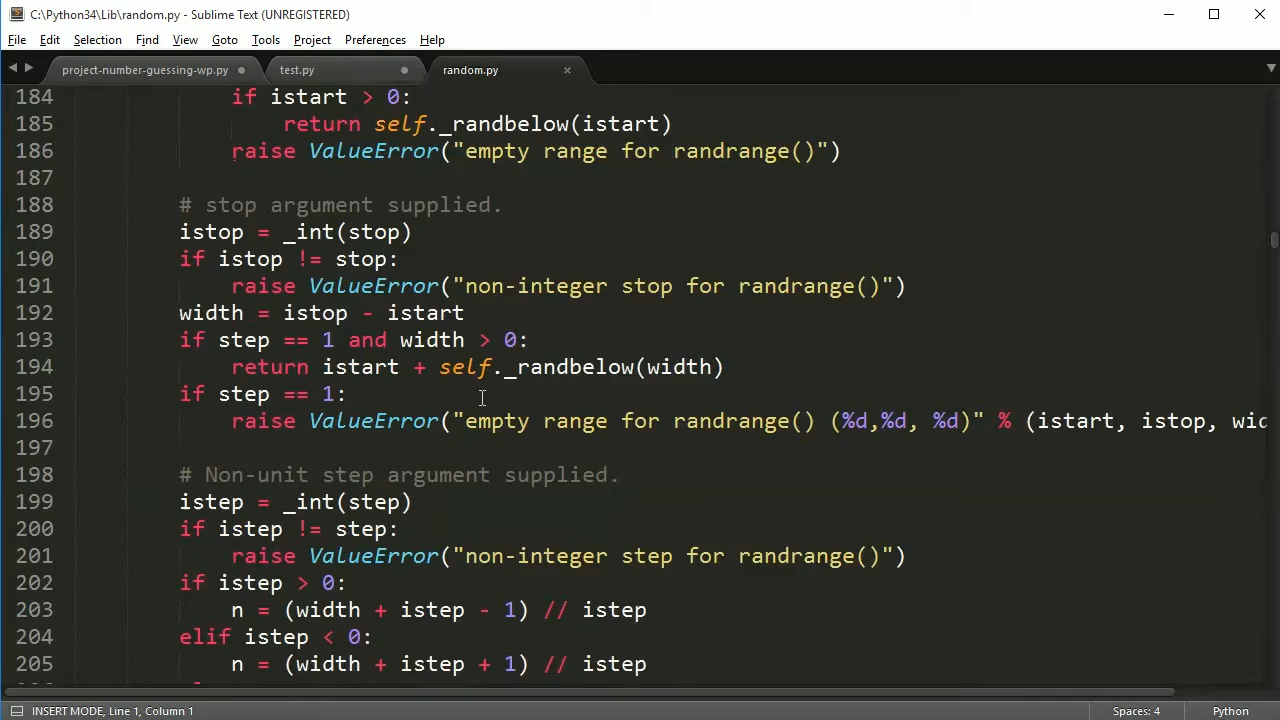 C:\Python34\Lib\random.py - Sublime Text (UNREGISTERED)
File Edit Selection Find View Goto Tools Project Preferences Help
project-number-guessing-wp.py test.py random.py
184 if istart > 0:
185 return self._randbelow(istart)
186 raise ValueError("empty range for randrange()")
187
188 # stop argument supplied.
189 istop = _int(stop)
190 if istop != stop:
191 raise ValueError("non-integer stop for randrange()")
192 width = istop - istart
193 if step == 1 and width > 0:
194 return istart + self._randbelow(width)
195 if step == 1:
196 raise ValueError("empty range for randrange() (%d,%d, %d)" % (istart, istop, wid
197
198 # Non-unit step argument supplied.
199 istep = _int(step)
200 if istep != step:
201 raise ValueError("non-integer step for randrange()")
202 if istep > 0:
203 n = (width + istep - 1) // istep
204 elif istep < 0:
205 n = (width + istep + 1) // istep
INSERT MODE, Line 1, Column 1 Spaces: 4 Python